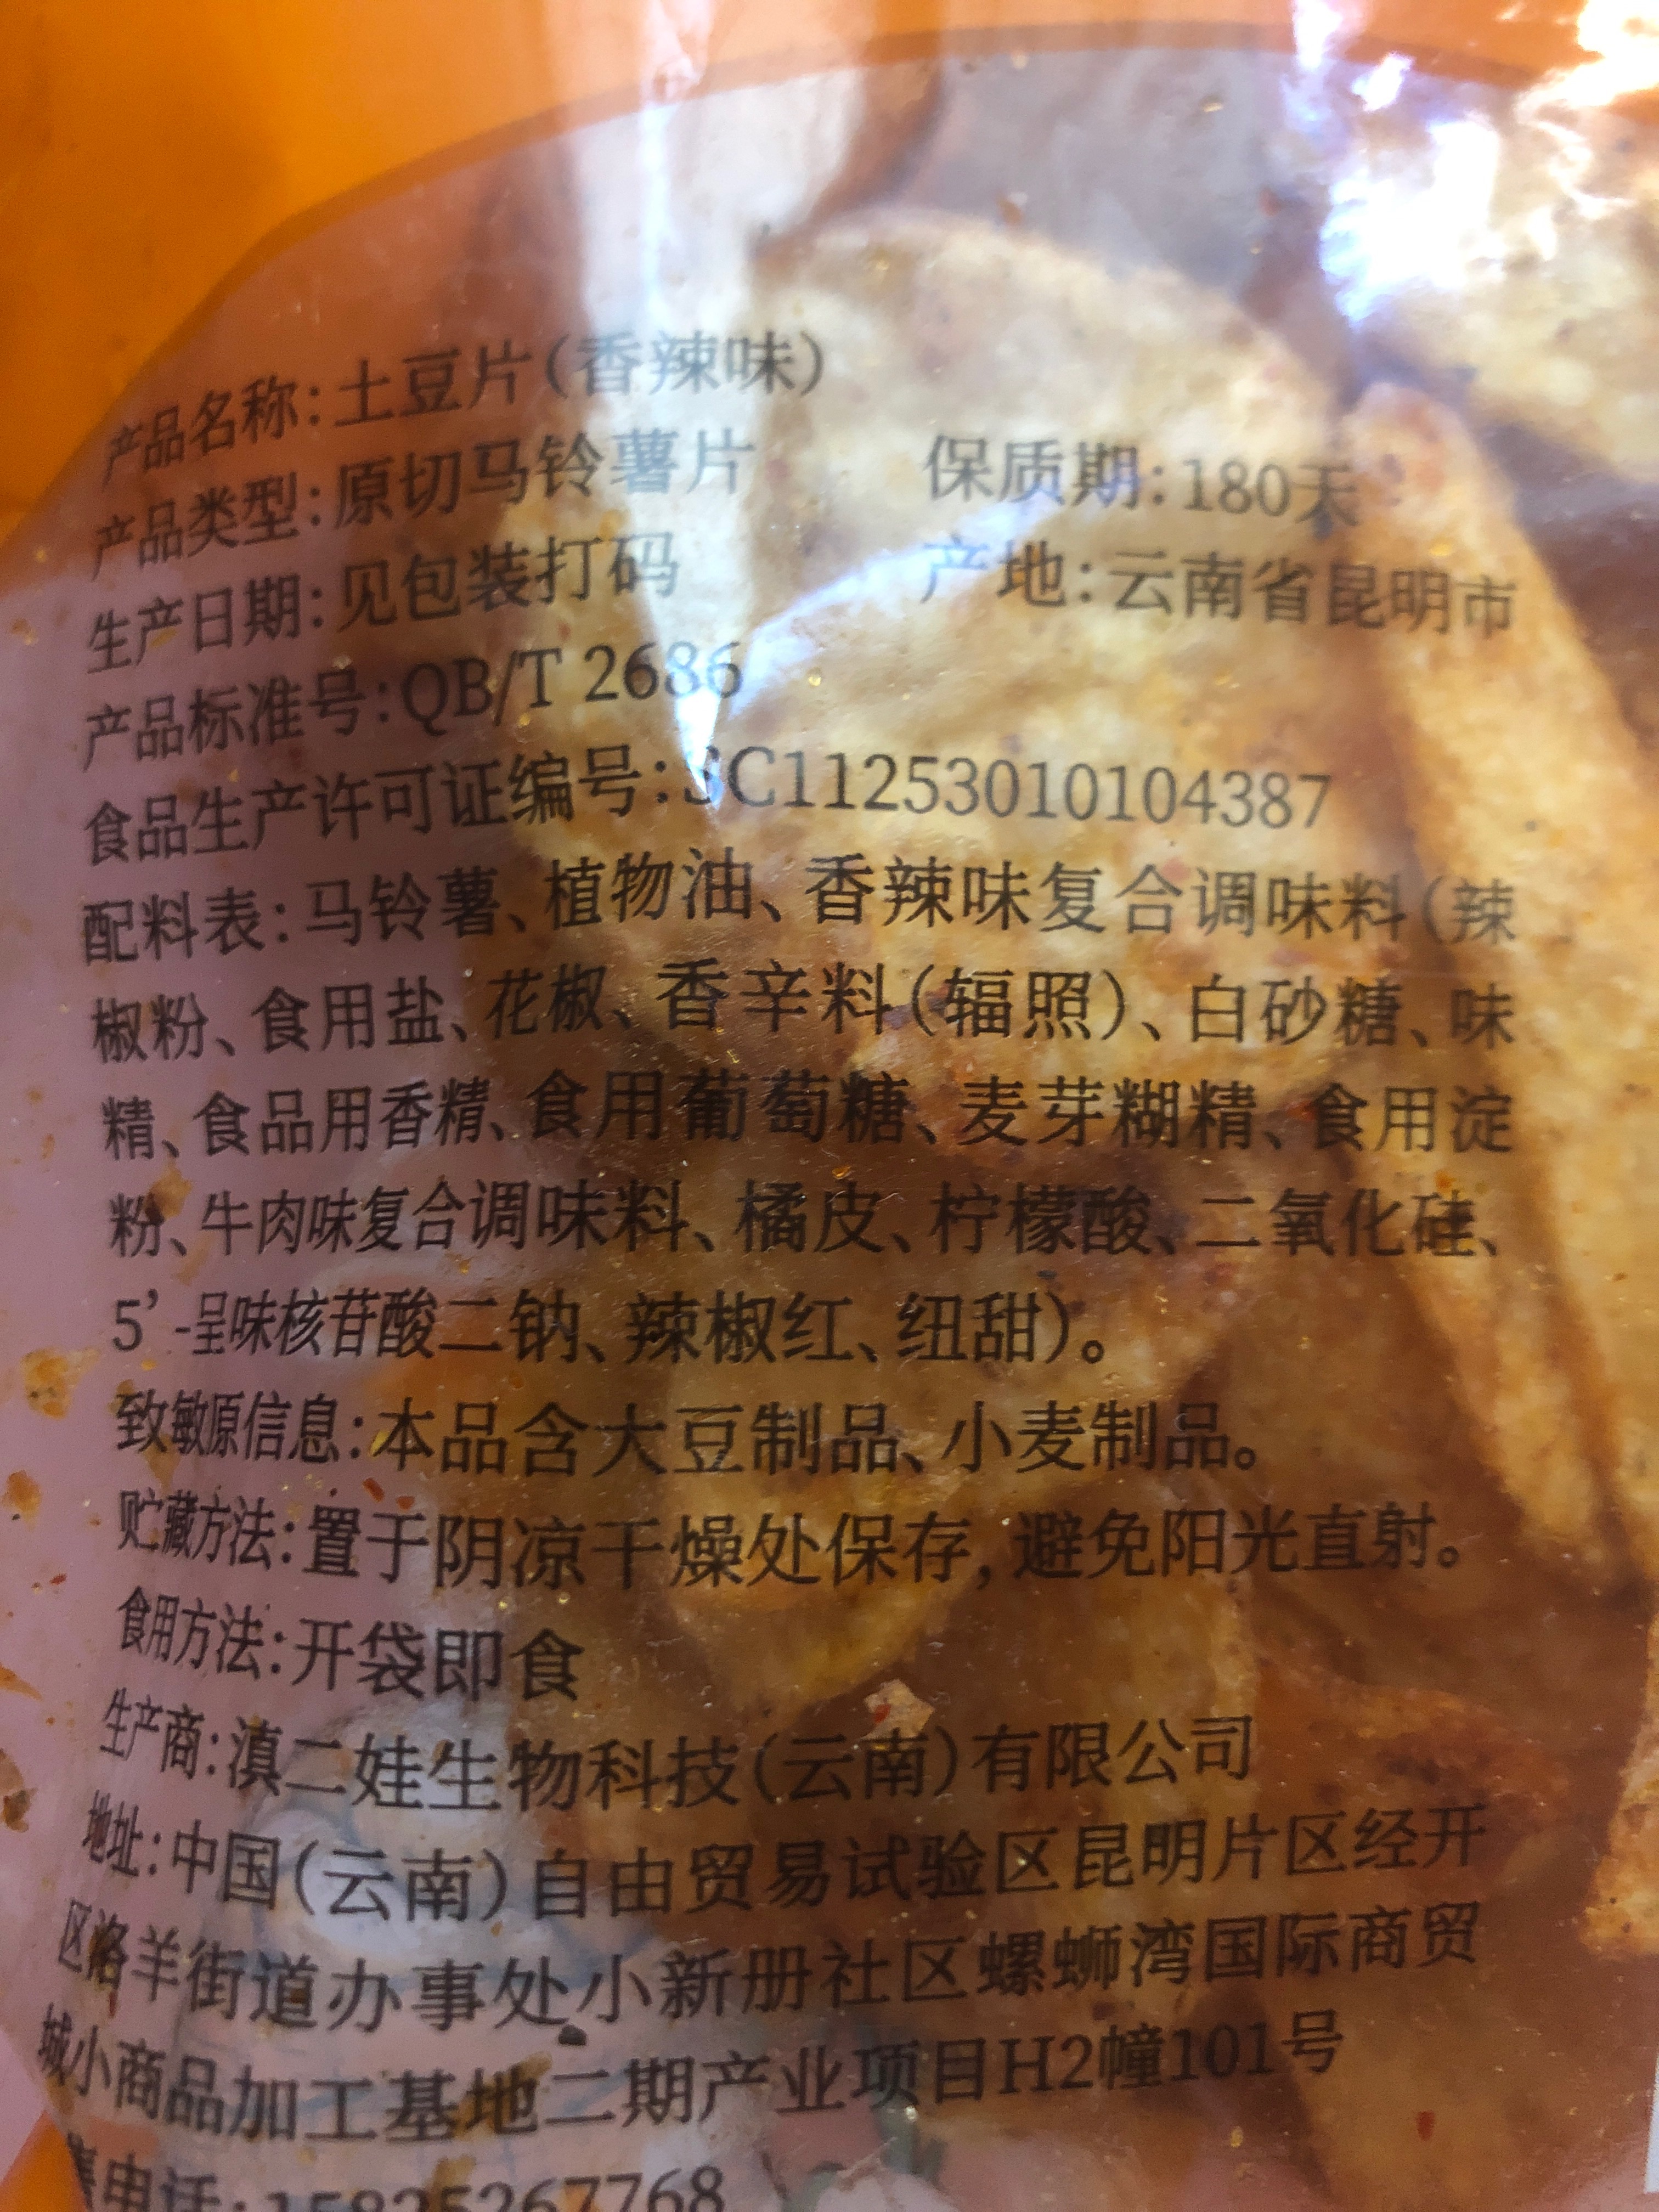 产品名称:土豆片(香辣味)
产品类型:原切马铃薯片 保质期:180天
生产日期:见包装打码 产地:云南省昆明市
产品标准号:QB/T 2686
食品生产许可证编号:SC11253010104387
配料表:马铃薯、植物油、香辣味复合调味料(辣
椒粉、食用盐、花椒、香辛料(辐照)、白砂糖、味
精、食品用香精、食用葡萄糖、麦芽糊精、食用淀
粉、牛肉味复合调味料、橘皮、柠檬酸、二氧化硅、
5’-呈味核苷酸二钠、辣椒红、纽甜)。
致敏原信息:本品含大豆制品、小麦制品。
贮藏方法:置于阴凉干燥处保存,避免阳光直射。
食用方法:开袋即食
生产商:滇二娃生物科技(云南)有限公司
地址:中国(云南)自由贸易试验区昆明片区经开
区洛羊街道办事处小新册社区螺蛳湾国际商贸
城小商品加工基地二期产业项目H2幢101号
电话:15825267768